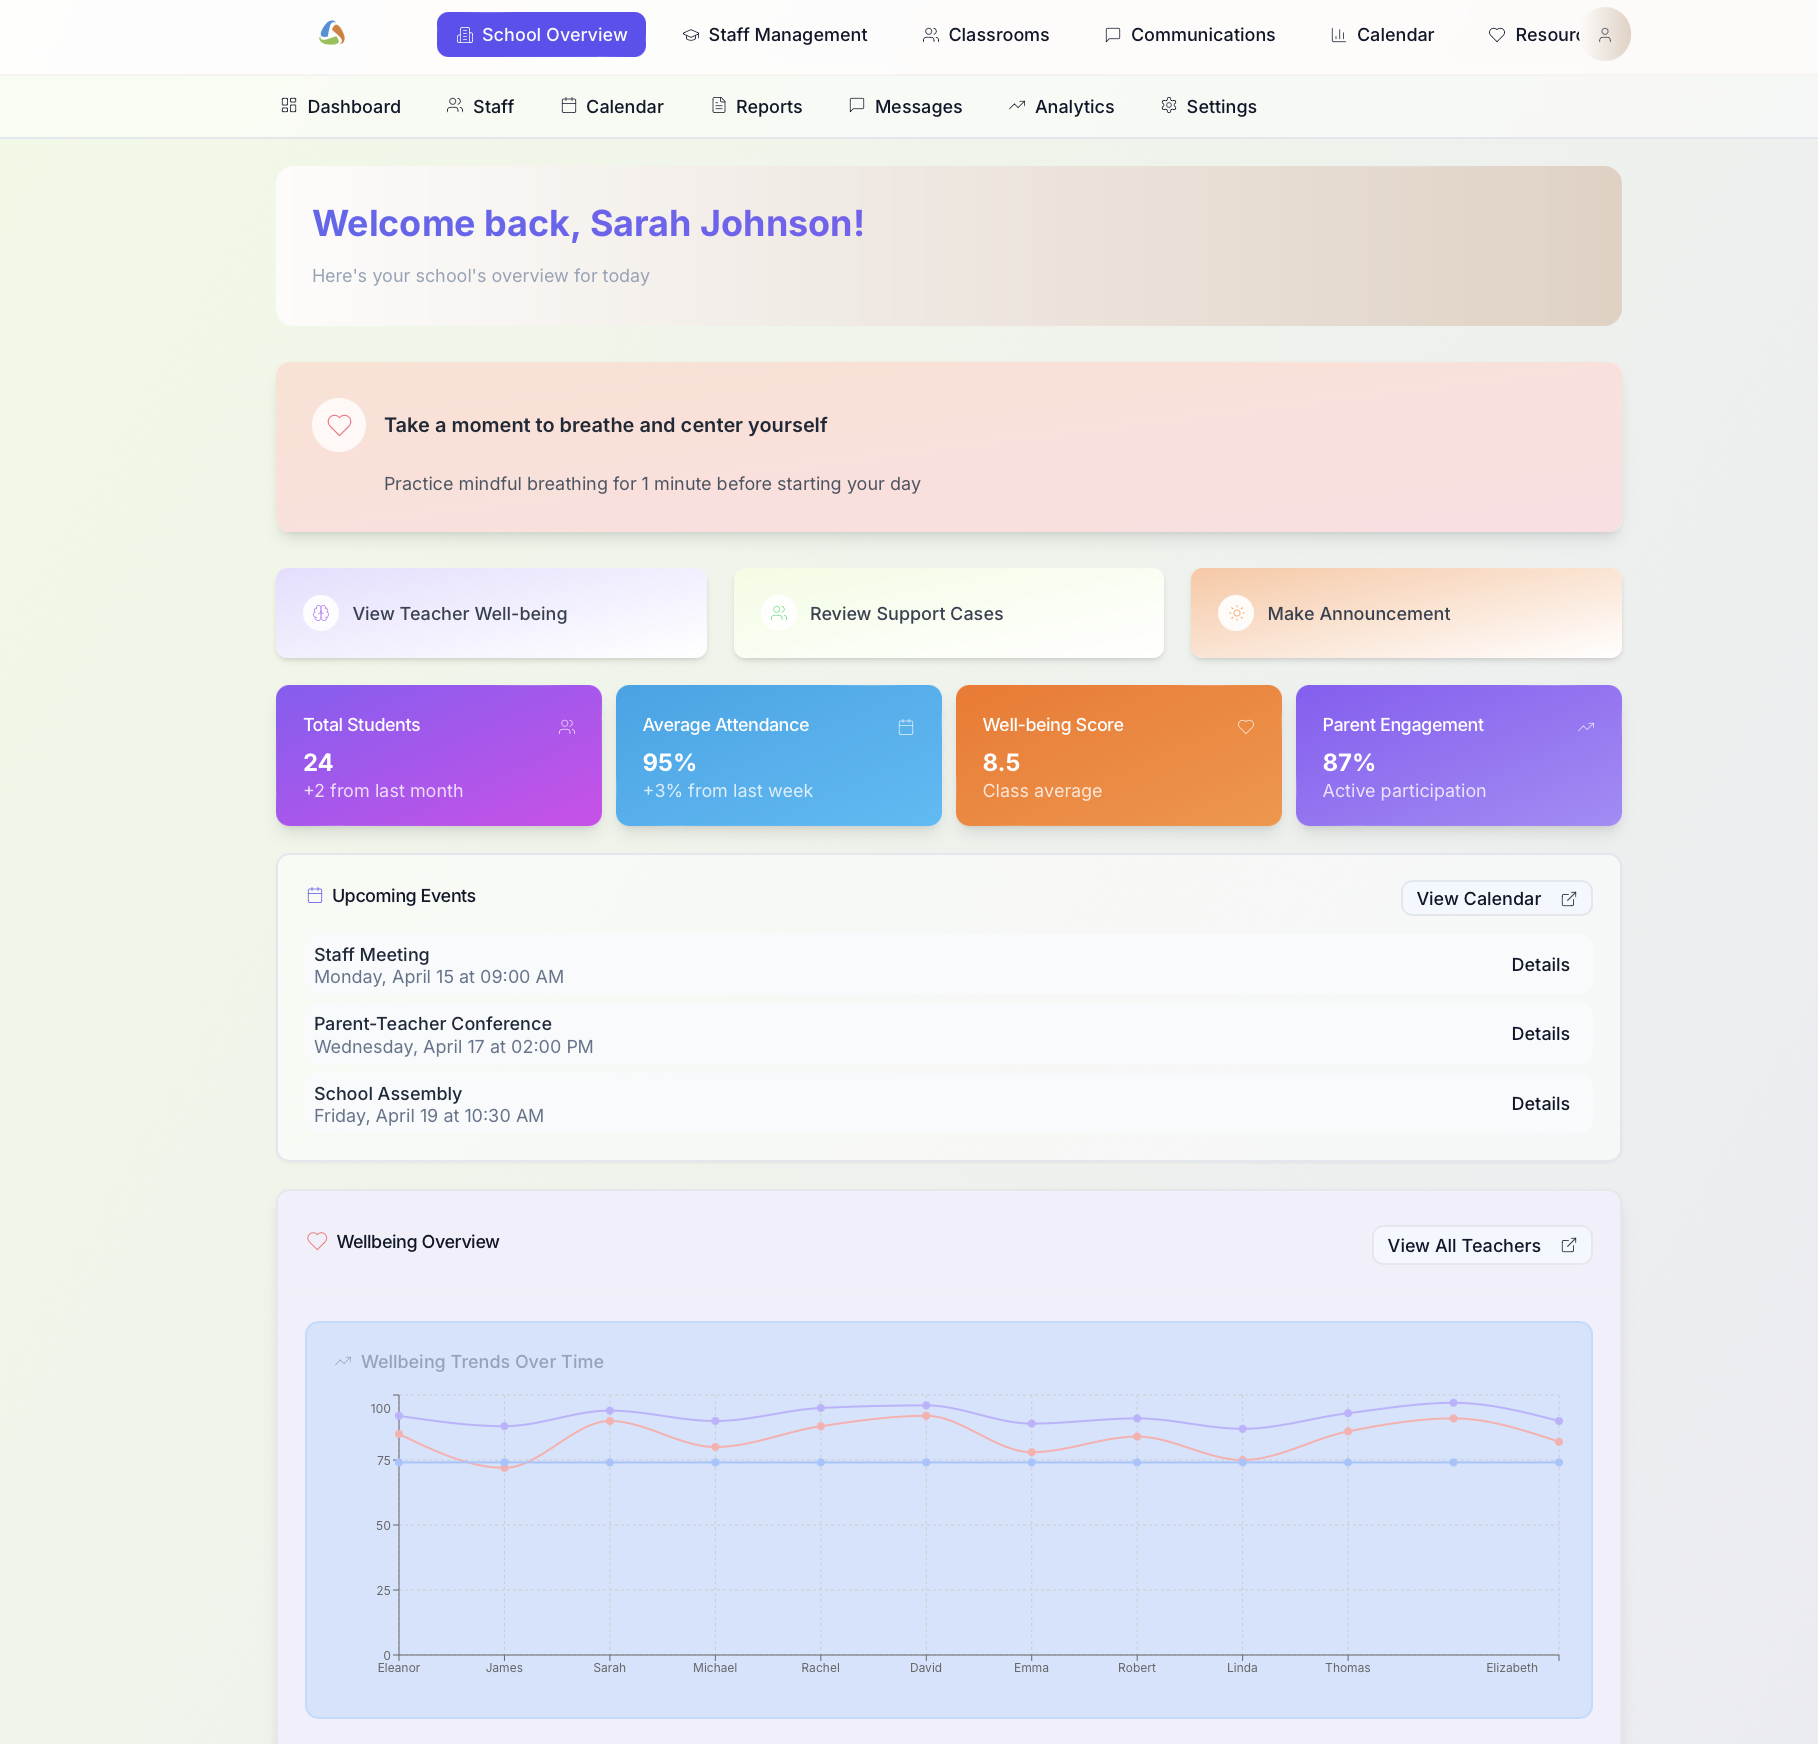 School Overview
Staff Management
Classrooms
Communications
Calendar
Resour
Dashboard
Staff
Calendar
Reports
Messages
Analytics
Settings
Welcome back, Sarah Johnson!
Here's your school's overview for today
Take a moment to breathe and center yourself
Practice mindful breathing for 1 minute before starting your day
View Teacher Well-being
Review Support Cases
Make Announcement
Total Students
24
+2 from last month
Average Attendance
95%
+3% from last week
Well-being Score
8.5
Class average
Parent Engagement
87%
Active participation
Upcoming Events
View Calendar
Staff Meeting
Monday, April 15 at 09:00 AM
Details
Parent-Teacher Conference
Wednesday, April 17 at 02:00 PM
Details
School Assembly
Friday, April 19 at 10:30 AM
Details
Wellbeing Overview
View All Teachers
Wellbeing Trends Over Time
100
75
50
25
0
Eleanor James Sarah Michael Rachel David Emma Robert Linda Thomas Elizabeth